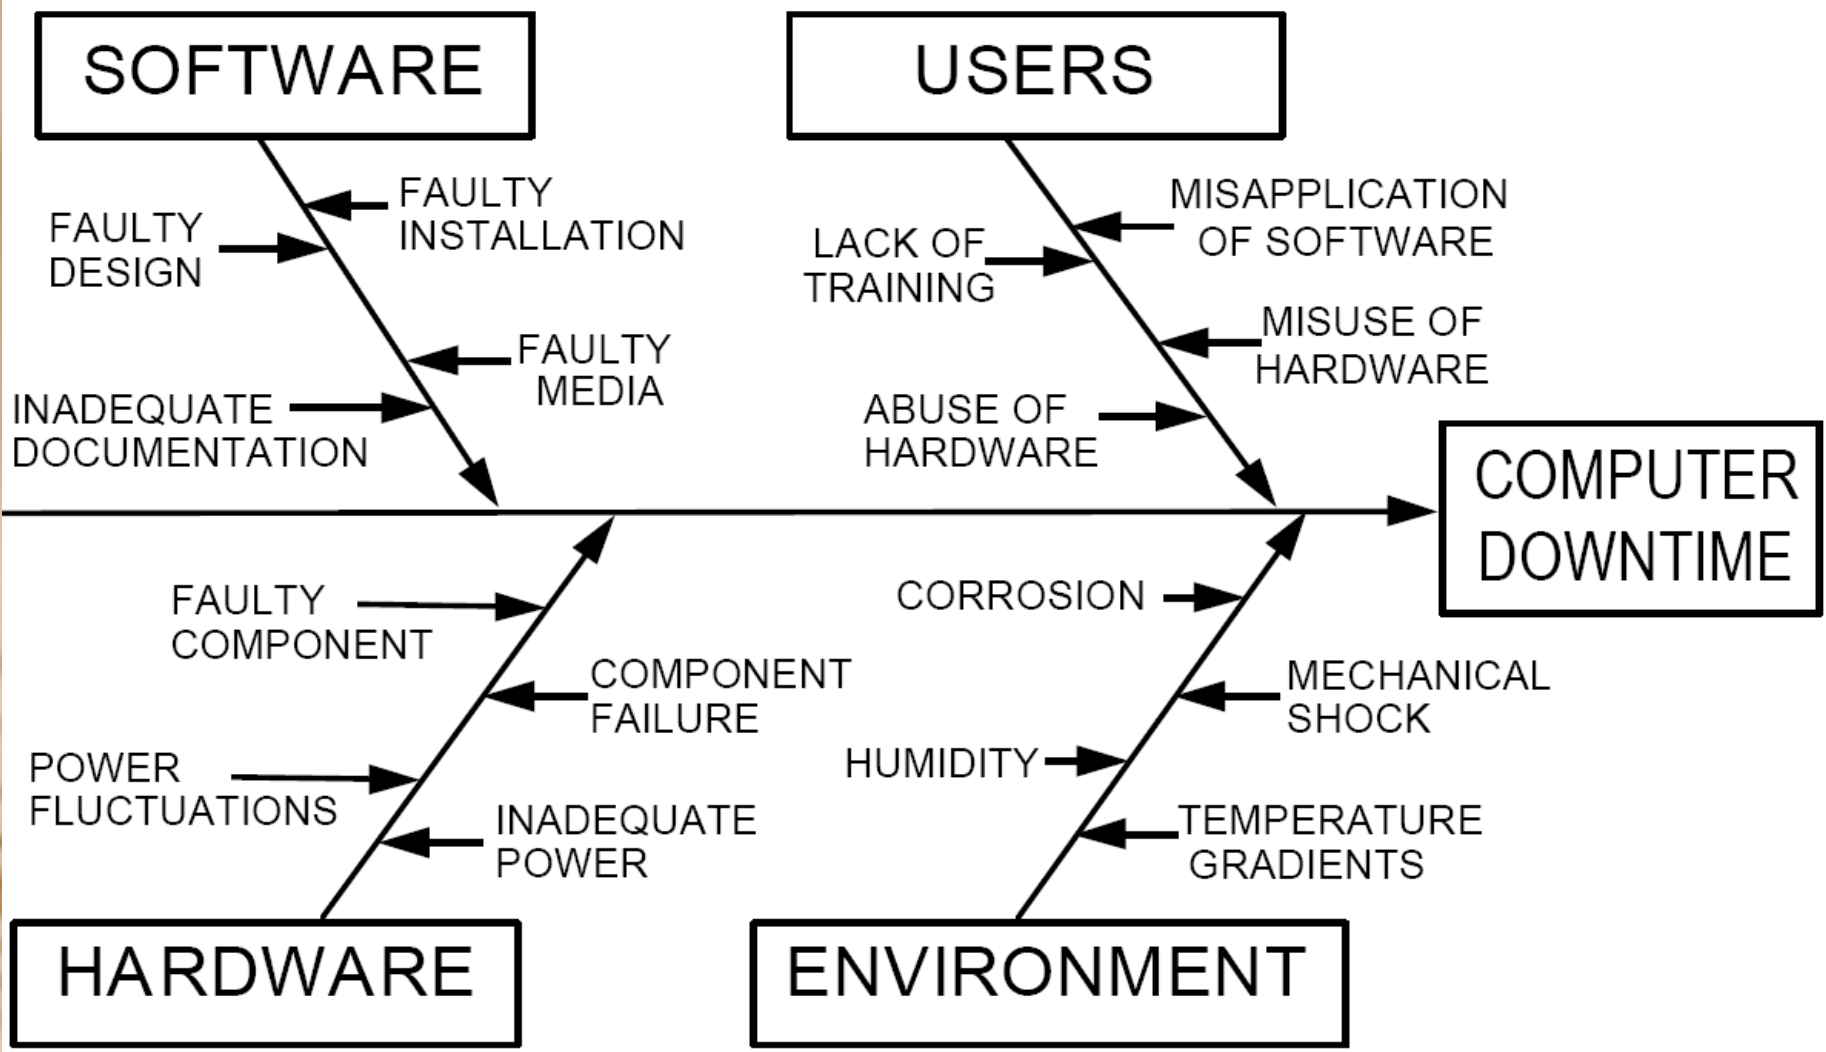 SOFTWARE
USERS
FAULTY
INSTALLATION
FAULTY
DESIGN
FAULTY
MEDIA
INADEQUATE
DOCUMENTATION
MISAPPLICATION
OF SOFTWARE
LACK OF
TRAINING
MISUSE OF
HARDWARE
ABUSE OF
HARDWARE
COMPUTER
DOWNTIME
FAULTY
COMPONENT
COMPONENT
FAILURE
POWER
FLUCTUATIONS
INADEQUATE
POWER
CORROSION
MECHANICAL
SHOCK
HUMIDITY
TEMPERATURE
GRADIENTS
HARDWARE
ENVIRONMENT